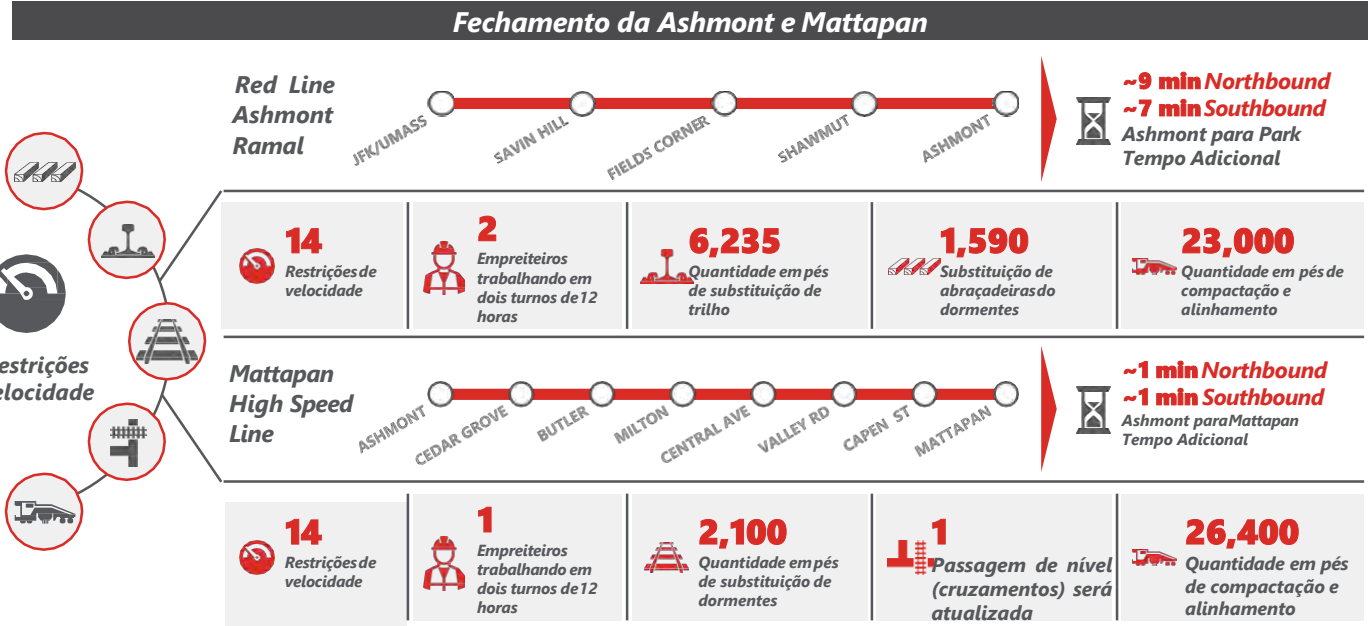 Fechamento da Ashmont e Mattapan
Red Line
Ashmont
Ramal
JFK/UMASS
SAVIN HILL
FIELDS CORNER
SHAWMUT
ASHMONT
~9 min Northbound
~7 min Southbound
Ashmont para Park
Tempo Adicional
14
Restrições de
velocidade
2
Empreiteiros
trabalhando em
dois turnos de 12
horas
6,235
Quantidade em pés
de substituição de
trilho
1,590
Substituição de
abraçadeiras do
dormentes
23,000
Quantidade em pés de
compactação e
alinhamento
estrições
elocidade
Mattapan
High Speed
Line
ASHMONT
CEDAR GROVE
BUTLER
MILTON
CENTRAL AVE
VALLEY RD
CAPEN ST
MATTAPAN
~1 min Northbound
~1 min Southbound
Ashmont para Mattapan
Tempo Adicional
14
Restrições de
velocidade
1
Empreiteiros
trabalhando em
dois turnos de 12
horas
2,100
Quantidade em pés
de substituição de
dormentes
1
Passagem de nível
(cruzamentos) será
atualizada
26,400
Quantidade em pés
de compactação e
alinhamento